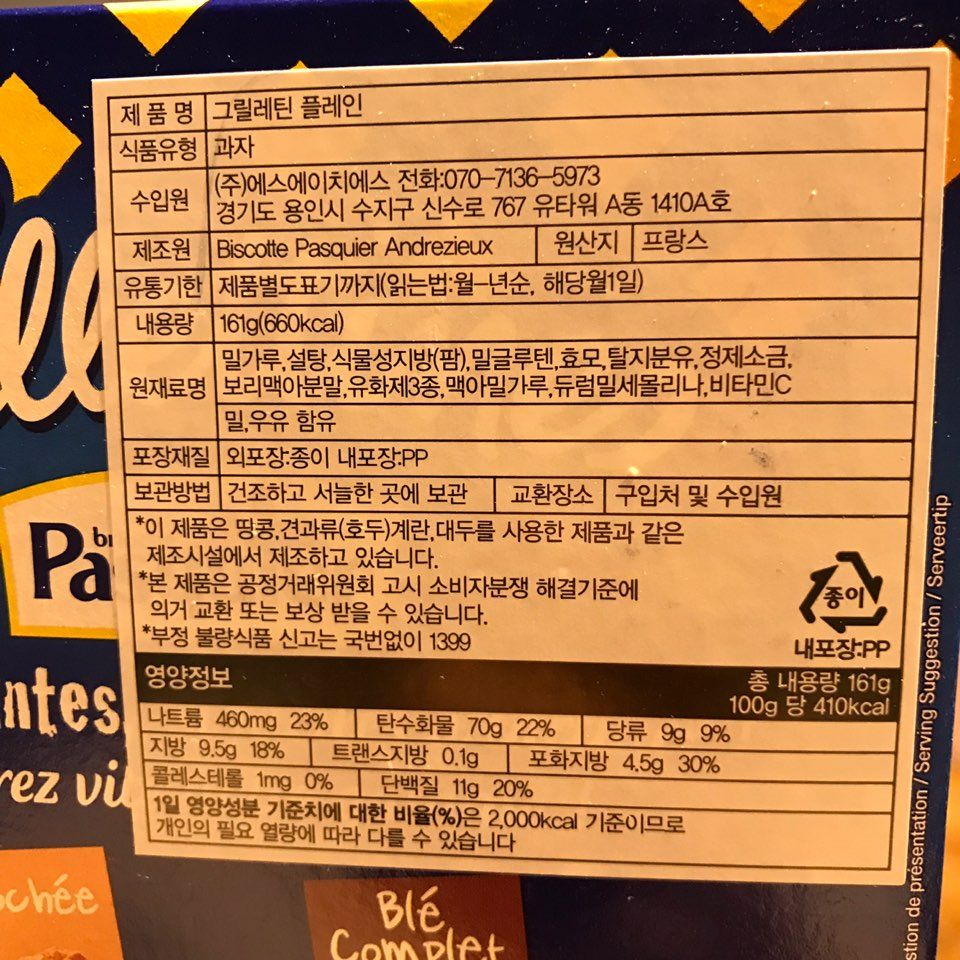 제 품 명 그릴레틴 플레인
식품유형 과자
수입원 (주)에스에이치에스 전화:070-7136-5973
경기도 용인시 수지구 신수로 767 유타워 A동 1410A호
제조원 Biscotte Pasquier Andrezieux 원산지 프랑스
유통기한 제품별도표기까지(읽는법:월-년순, 해당월1일)
내용량 161g(660kcal)
원재료명 밀가루,설탕,식물성지방(팜),밀글루텐,효모,탈지분유,정제소금,
보리맥아분말,유화제3종,맥아밀가루,듀럼밀세몰리나,비타민C
밀,우유 함유
포장재질 외포장:종이 내포장:PP
보관방법 건조하고 서늘한 곳에 보관 교환장소 구입처 및 수입원
*이 제품은 땅콩,견과류(호두)계란,대두를 사용한 제품과 같은
제조시설에서 제조하고 있습니다.
*본 제품은 공정거래위원회 고시 소비자분쟁 해결기준에
의거 교환 또는 보상 받을 수 있습니다.
*부정 불량식품 신고는 국번없이 1399
종이
내포장:PP
영양정보 총 내용량 161g
100g 당 410kcal
나트륨 460mg 23% 탄수화물 70g 22% 당류 9g 9%
지방 9.5g 18% 트랜스지방 0.1g 포화지방 4.5g 30%
콜레스테롤 1mg 0% 단백질 11g 20%
1일 영양성분 기준치에 대한 비율(%)은 2,000kcal 기준이므로
개인의 필요 열량에 따라 다를 수 있습니다
Blé
Complet
stion de présentation / Serving Suggestion / Serveertip